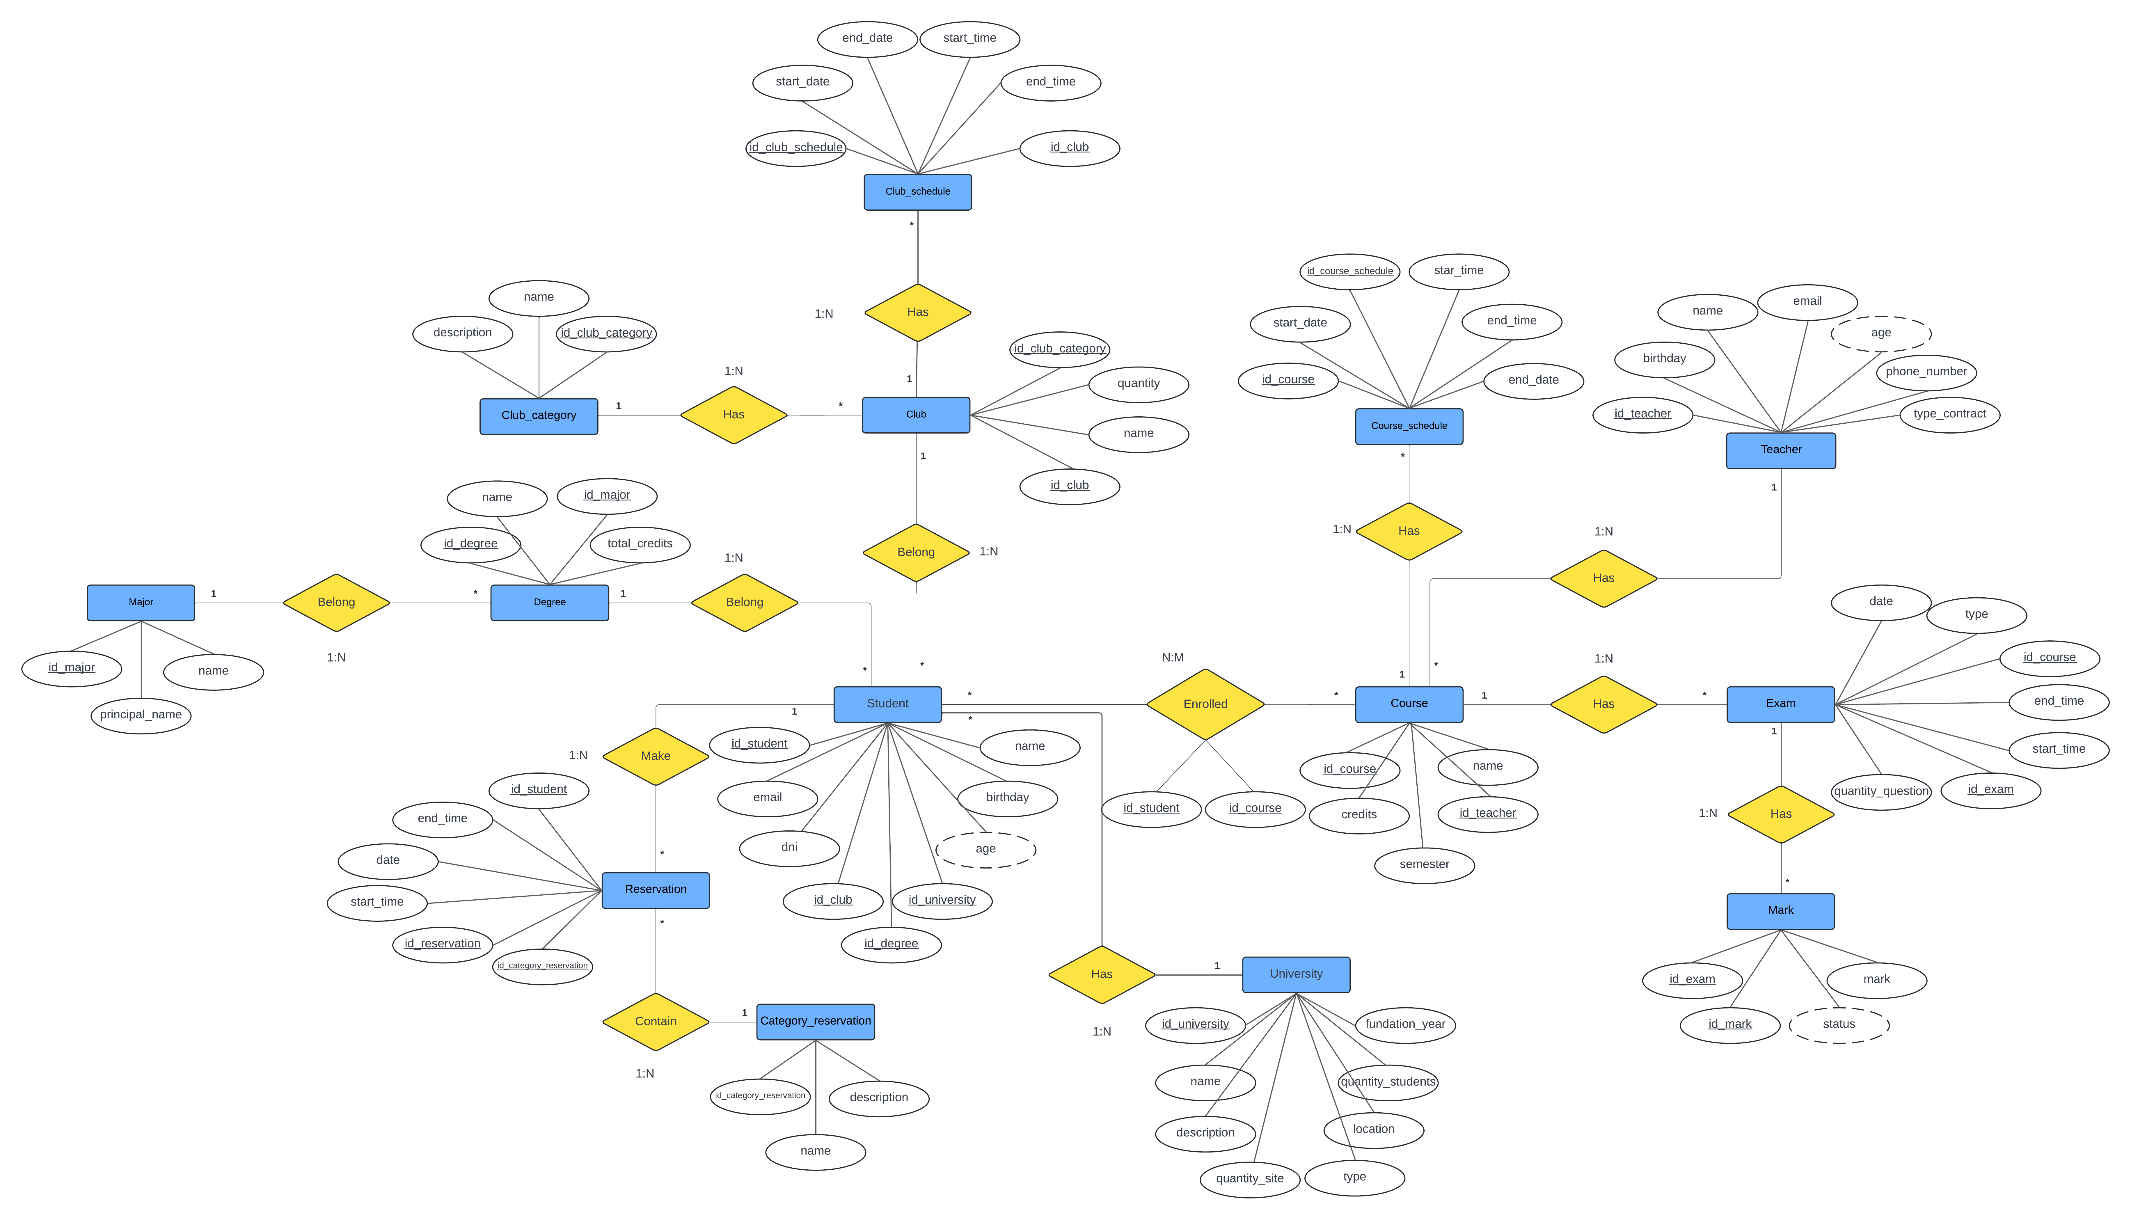 end_date
start_time
start_date
end_time
id_club_schedule
id_club
Club_schedule
*
Has
1:N
1
name
description
id_club_category
Club_category
1
1:N
Has
*
Club
id_club_category
quantity
name
id_club
1
Belong
1:N
id_course_schedule
star_time
start_date
end_time
id_course
end_date
Course_schedule
*
Has
1:N
1
name
email
age
birthday
phone_number
id_teacher
type_contract
Teacher
1
1:N
Has
*
name
id_major
id_degree
total_credits
Major
1
Belong
1:N
*
Degree
1
1:N
Belong
*
id_major
name
principal_name
*
Student
*
N:M
Enrolled
*
id_student
id_course
Course
1
1:N
Has
*
Exam
date
type
id_course
end_time
start_time
quantity_question
id_exam
1
1:N
Has
*
Mark
id_exam
mark
id_mark
status
id_course
name
credits
id_teacher
semester
1
*
id_student
name
email
birthday
dni
age
id_club
id_university
id_degree
1:N
Make
*
id_student
end_time
date
start_time
id_reservation
id_category_reservation
Reservation
*
Contain
1:N
1
Category_reservation
id_category_reservation
description
name
Has
1:N
1
University
id_university
fundation_year
name
quantity_students
description
location
quantity_site
type